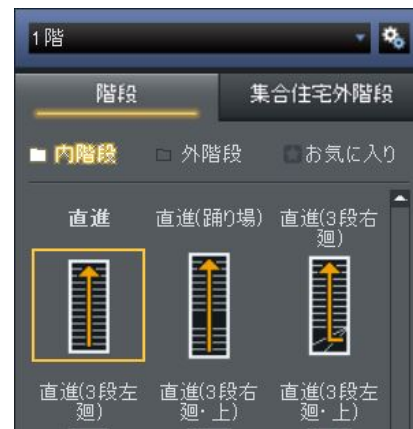 1階
階段 集合住宅外階段
内階段 外階段 お気に入り
直進 直進(踊り場) 直進(3段右
廻)
直進(3段左 直進(3段右 直進(3段左
廻) 廻・上) 廻・上)